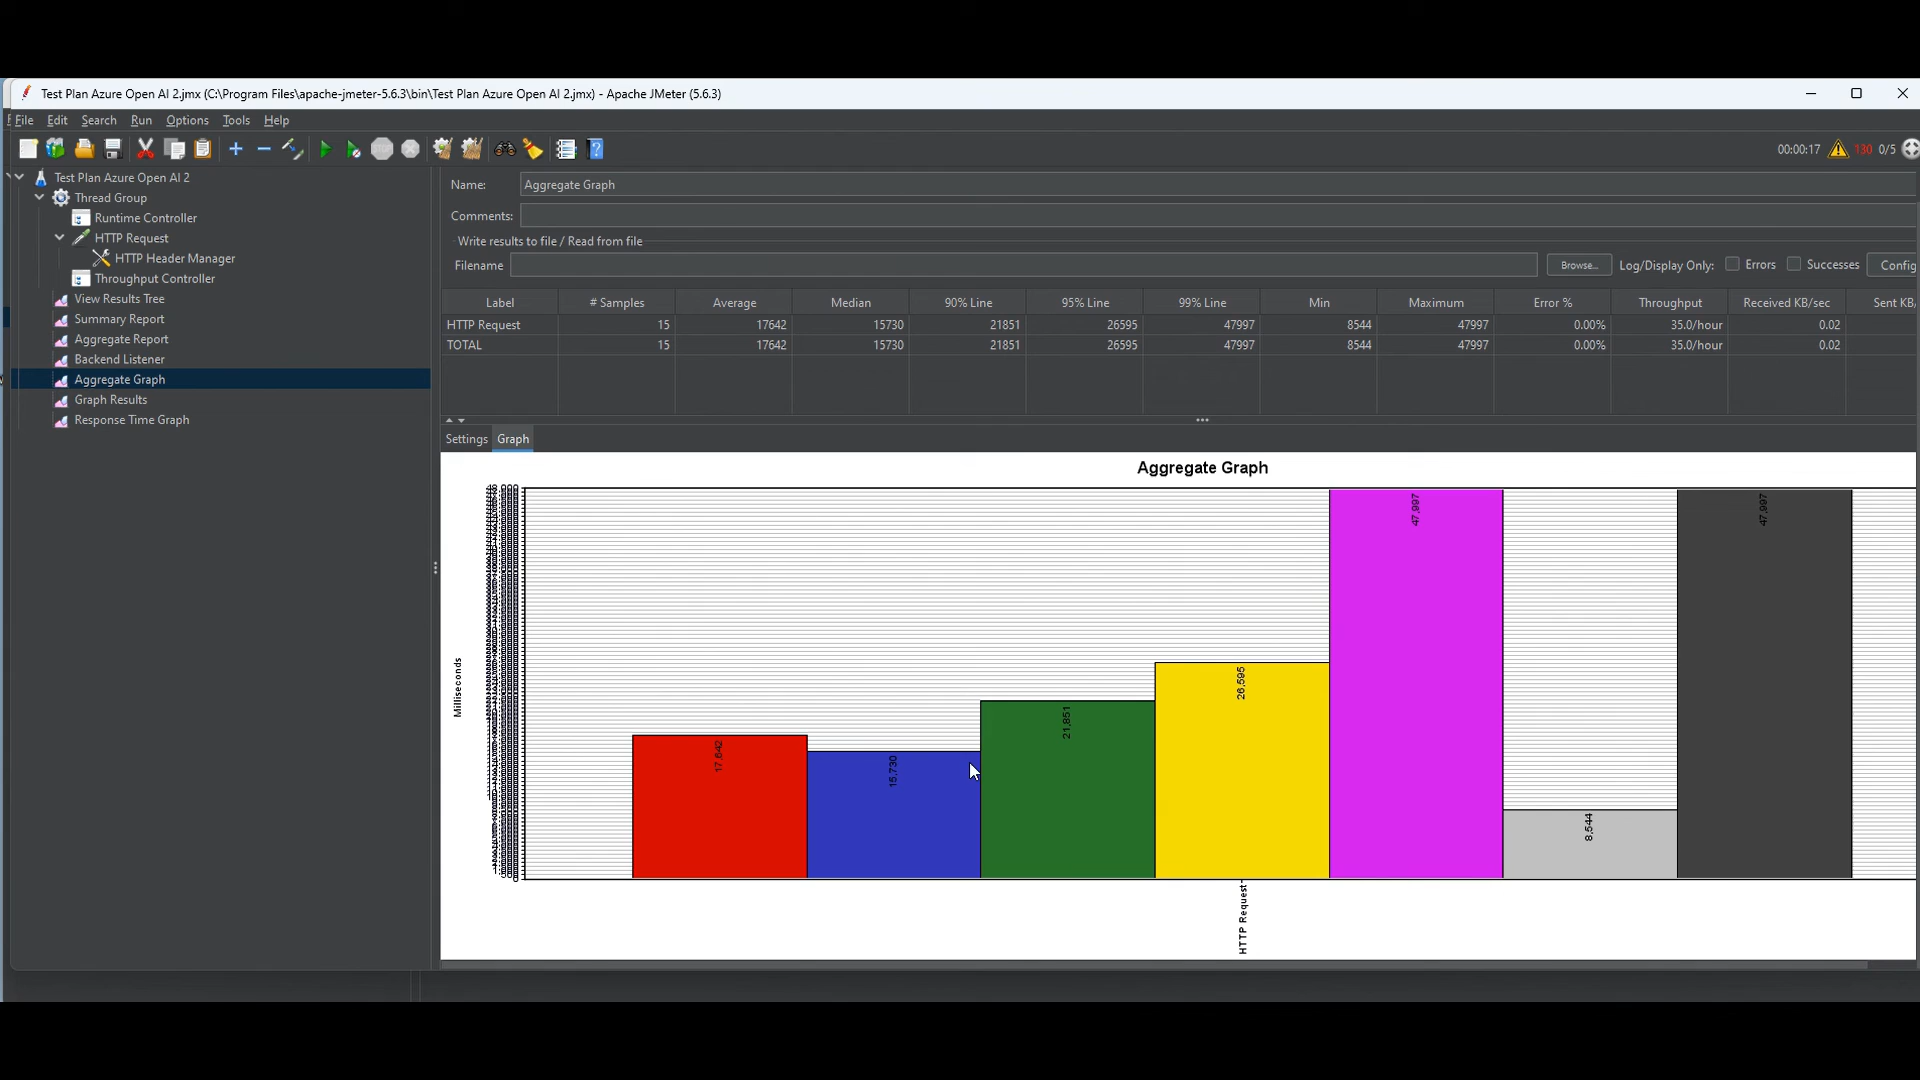 Test Plan Azure Open AI 2.jmx (C:\Program Files\apache-jmeter-5.6.3\bin\Test Plan Azure Open AI 2.jmx) - Apache JMeter (5.6.3)
File Edit Search Run Options Tools Help
00:00:17 130 0/5
Test Plan Azure Open AI 2
Thread Group
Runtime Controller
HTTP Request
HTTP Header Manager
Throughput Controller
View Results Tree
Summary Report
Aggregate Report
Backend Listener
Aggregate Graph
Graph Results
Response Time Graph
Name: Aggregate Graph
Comments:
Write results to file / Read from file
Filename Browse... Log/Display Only: Errors Successes Config
Label # Samples Average Median 90% Line 95% Line 99% Line Min Maximum Error % Throughput Received KB/sec Sent KB/
HTTP Request 15 17642 15730 21851 26595 47997 8544 47997 0.00% 35.0/hour 0.02
TOTAL 15 17642 15730 21851 26595 47997 8544 47997 0.00% 35.0/hour 0.02
Settings Graph
Aggregate Graph
48,000
Milliseconds
17,642
15,730
21,851
26,595
47,997
8,544
47,997
0
HTTP Request